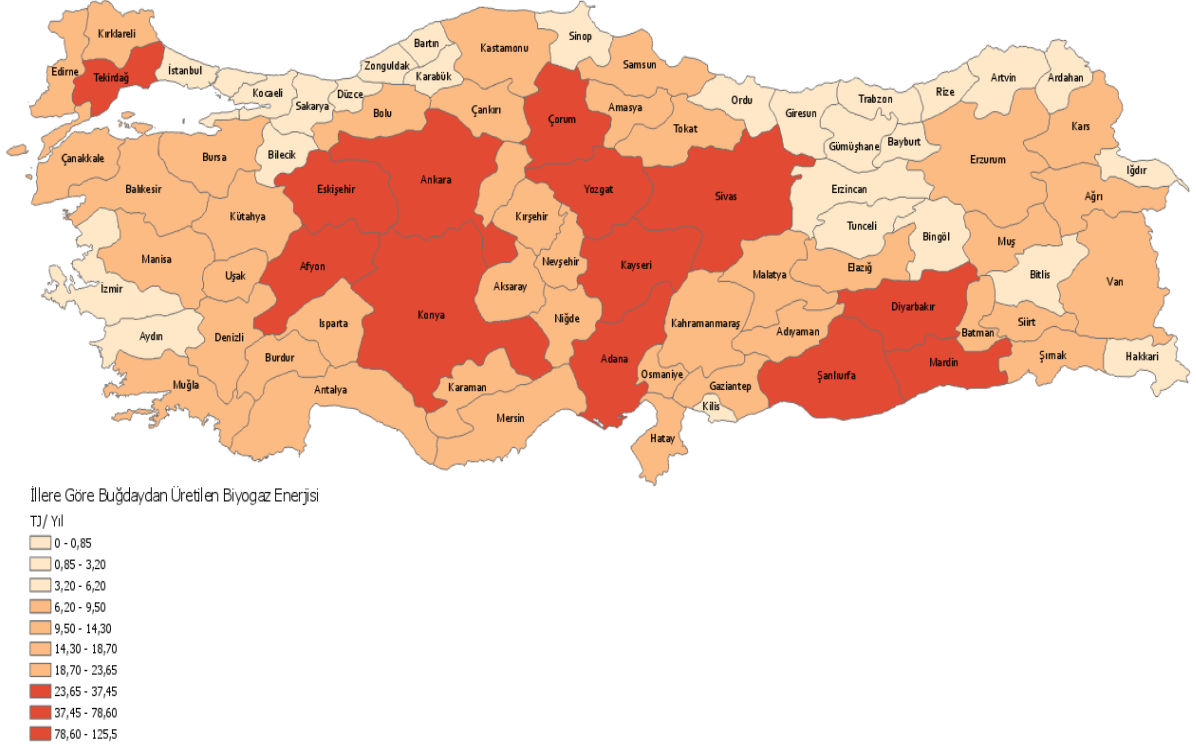 Kırklareli
Edirne
Tekirdağ
İstanbul
Kocaeli
Sakarya
Düzce
Zonguldak
Bartın
Karabük
Kastamonu
Sinop
Samsun
Bolu
Çankırı
Çorum
Amasya
Tokat
Ordu
Giresun
Trabzon
Rize
Artvin
Ardahan
Gümüşhane
Bayburt
Erzurum
Kars
Iğdır
Ağrı
Çanakkale
Bursa
Bilecik
Balıkesir
Kütahya
Eskişehir
Ankara
Kırşehir
Yozgat
Sivas
Erzincan
Tunceli
Bingöl
Muş
Bitlis
Van
Manisa
Uşak
Afyon
İzmir
Aydın
Denizli
Isparta
Burdur
Muğla
Antalya
Konya
Aksaray
Nevşehir
Niğde
Kayseri
Malatya
Elazığ
Diyarbakır
Batman
Siirt
Şırnak
Hakkari
Karaman
Mersin
Adana
Kahramanmaraş
Adıyaman
Osmaniye
Gaziantep
Kilis
Hatay
Şanlıurfa
Mardin
İllere Göre Buğdaydan Üretilen Biyogaz Enerjisi
TJ/ Yıl
0 - 0,85
0,85 - 3,20
3,20 - 6,20
6,20 - 9,50
9,50 - 14,30
14,30 - 18,70
18,70 - 23,65
23,65 - 37,45
37,45 - 78,60
78,60 - 125,5